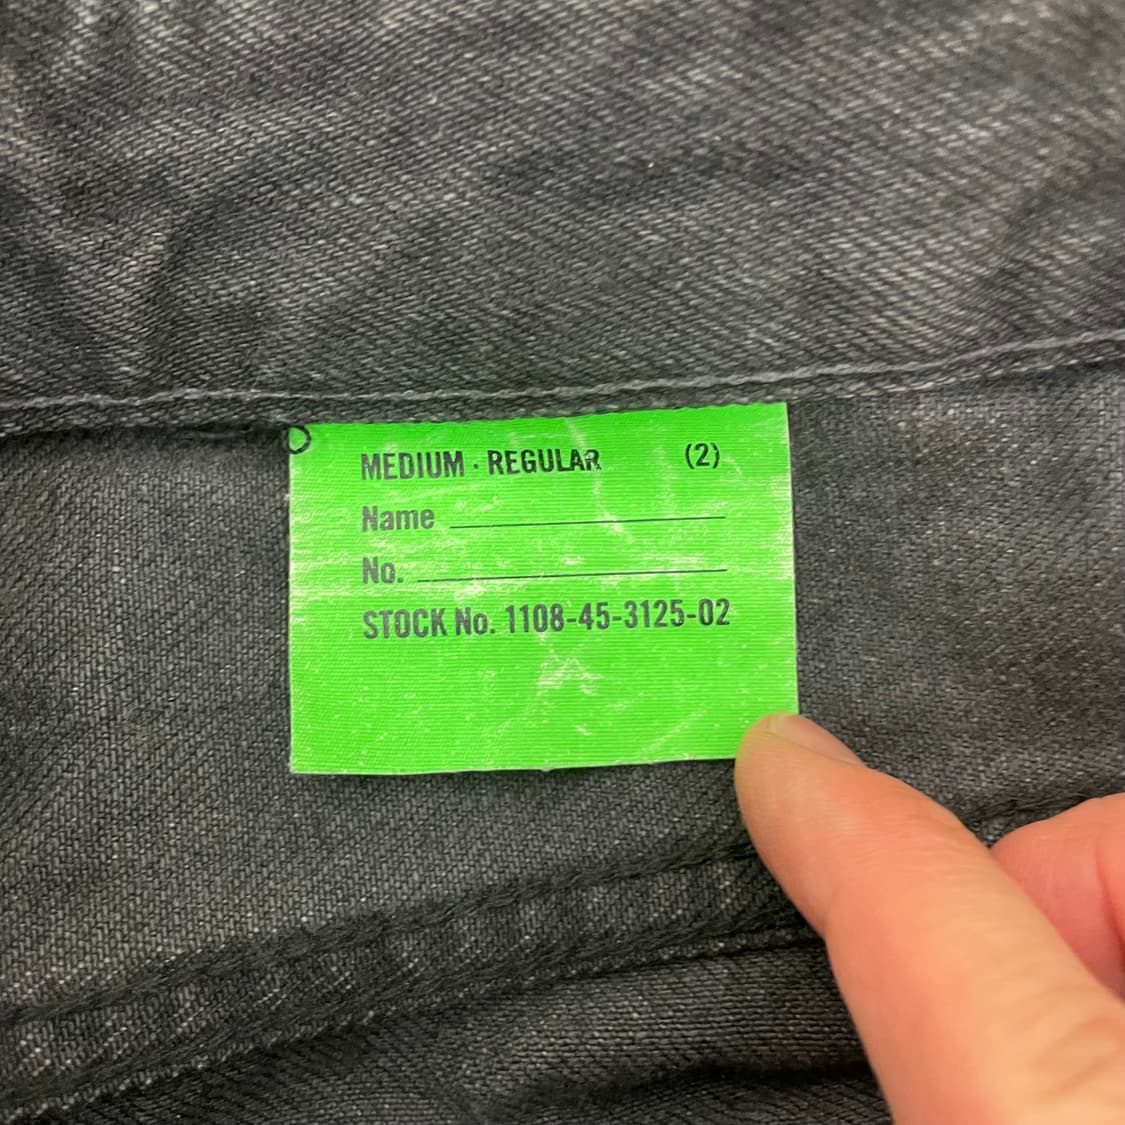 MEDIUM · REGULAR (2)
Name
No.
STOCK No. 1108-45-3125-02